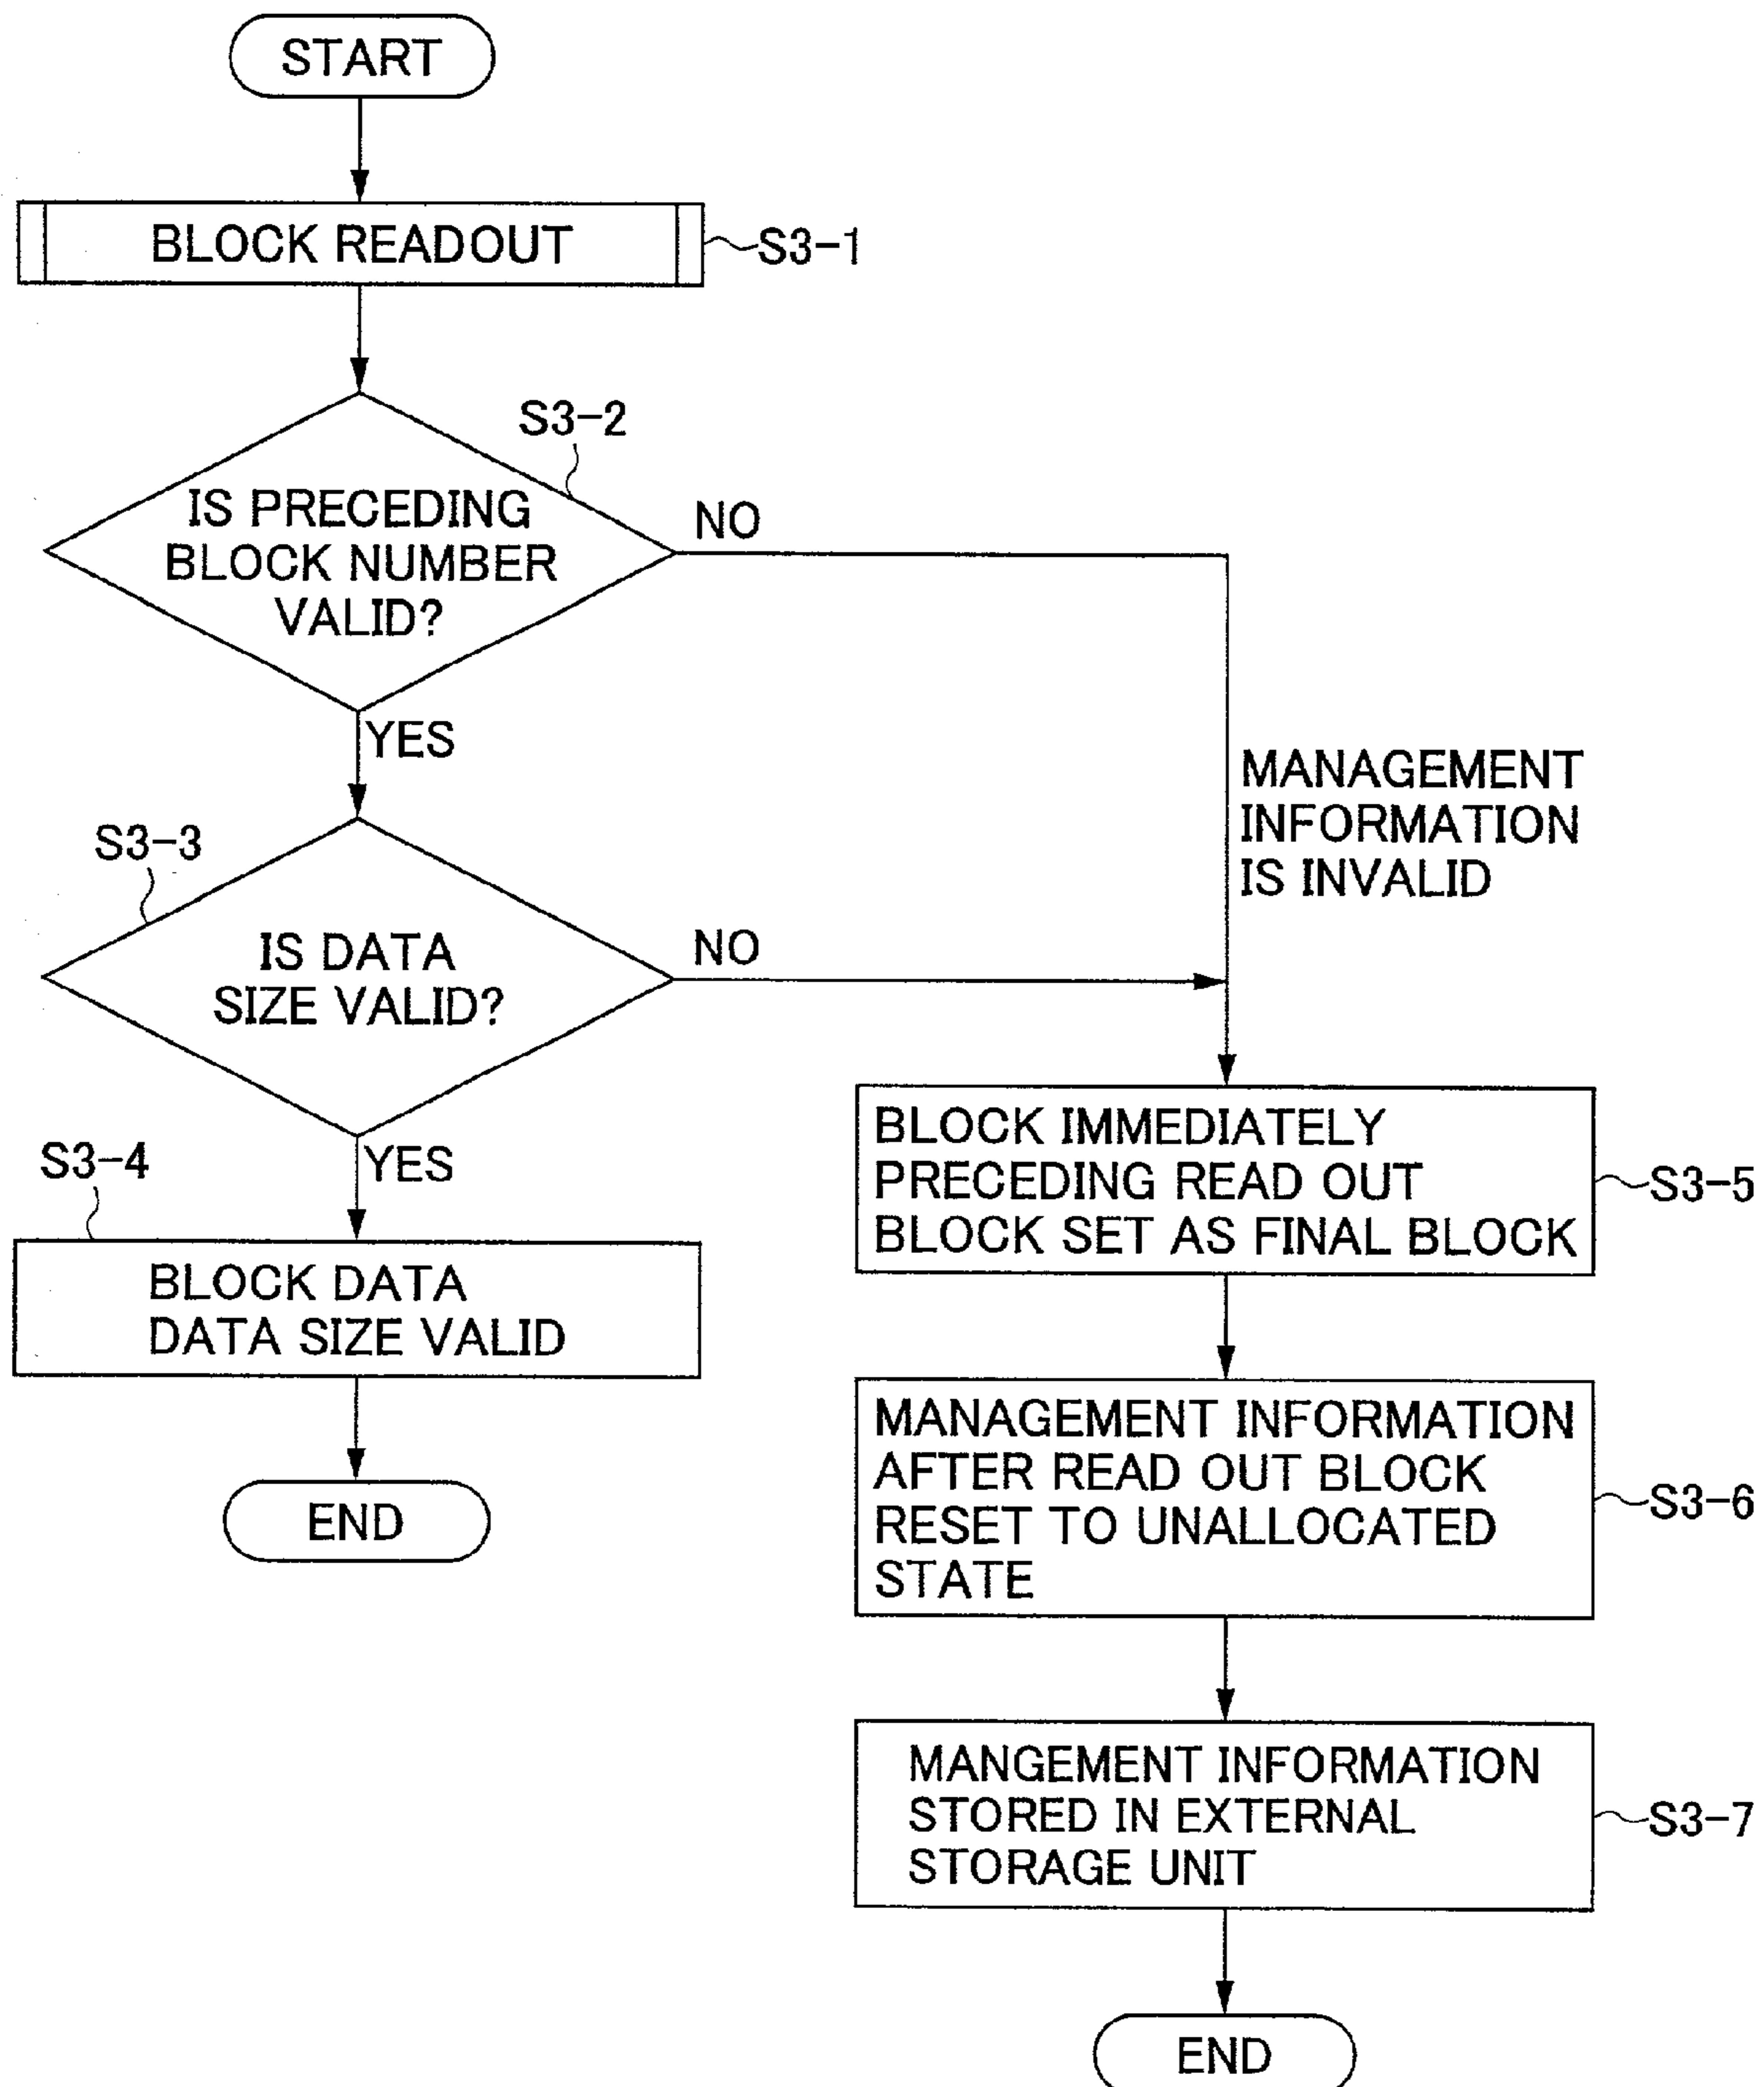 START
BLOCK READOUT
S3-1
S3-2
IS PRECEDING
BLOCK NUMBER
VALID?
NO
YES
MANAGEMENT
INFORMATION
IS INVALID
S3-3
IS DATA
SIZE VALID?
NO
YES
S3-4
BLOCK DATA
DATA SIZE VALID
END
BLOCK IMMEDIATELY
PRECEDING READ OUT
BLOCK SET AS FINAL BLOCK
S3-5
MANAGEMENT INFORMATION
AFTER READ OUT BLOCK
RESET TO UNALLOCATED
STATE
S3-6
MANGEMENT INFORMATION
STORED IN EXTERNAL
STORAGE UNIT
S3-7
END